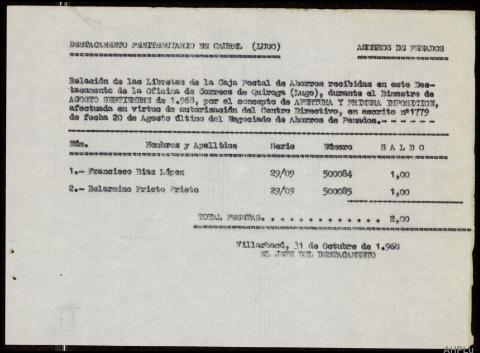 DESTACAMENTO PENITENCIARIO DE CAUREL (LUGO) AHORROS DE PENADOS
Relación de las Libretas de la Caja Postal de Ahorros recibidas en este Des-
tacamento de la Oficina de Correos de Quiroga (Lugo), durante el Bimestre de
AGOSTO SEPTIEMBRE de 1.968, por el concepto de APERTURA Y PRIMERA IMPOSICION,
afectuada en virtue de autorización del Centro Directivo, en escrito nº 1779
de fecha 20 de Agosto último del Negociado de Ahorros de Penados.----
Núm. Nombres y Apellidos Serie Número S A L D O
1.- Francisco Diaz López 29/09 500084 1,00
2.- Belarmino Prieto Prieto 29/09 500085 1,00
TOTAL PESETAS. . . . . . . . . . . . . 2,00
Villarbacú, 31 de Octubre de 1.968
EL JEFE DEL DESTACAMENTO